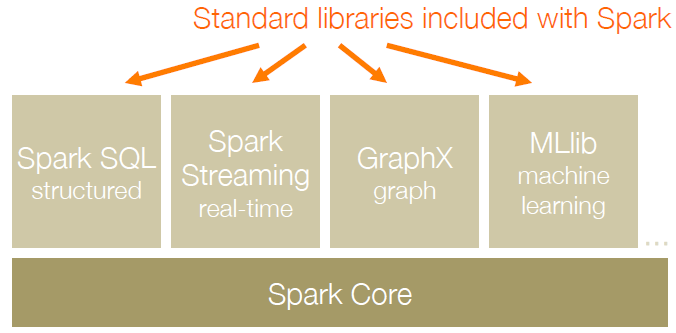 Standard libraries included with Spark
Spark SQL
structured
Spark
Streaming
real-time
GraphX
graph
MLlib
machine
learning
...
Spark Core